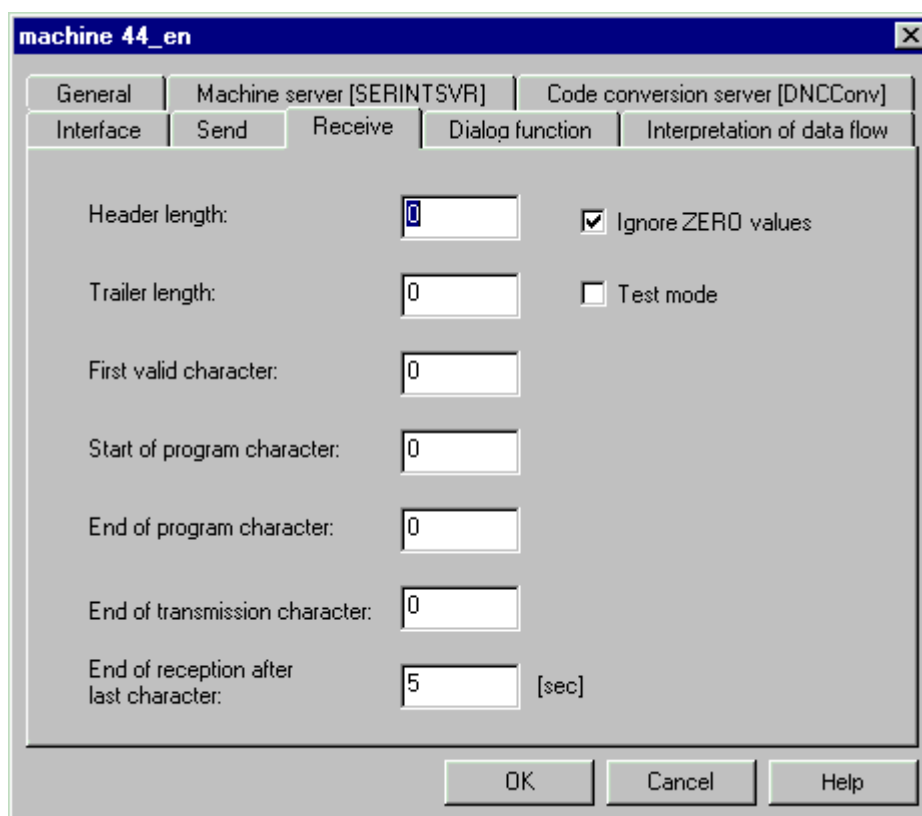 machine 44_en
General Machine server [SERINTSVR] Code conversion server [DNCConv]
Interface Send Receive Dialog function Interpretation of data flow
Header length: 0 Ignore ZERO values
Trailer length: 0 Test mode
First valid character: 0
Start of program character: 0
End of program character: 0
End of transmission character: 0
End of reception after
last character: 5 [sec]
OK Cancel Help